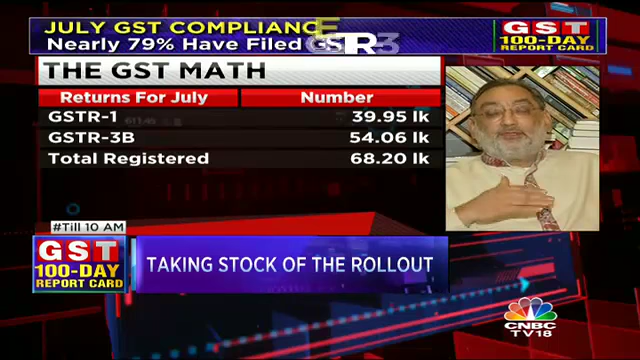 JULY GST COMPLIANCE
Nearly 79% Have Filed GSTR-3
GST
100-DAY
REPORT CARD
THE GST MATH
Returns For July Number
GSTR-1 39.95 lk
GSTR-3B 54.06 lk
Total Registered 68.20 lk
#Till 10 AM
GST
100-DAY
REPORT CARD
TAKING STOCK OF THE ROLLOUT
CNBC
TV18